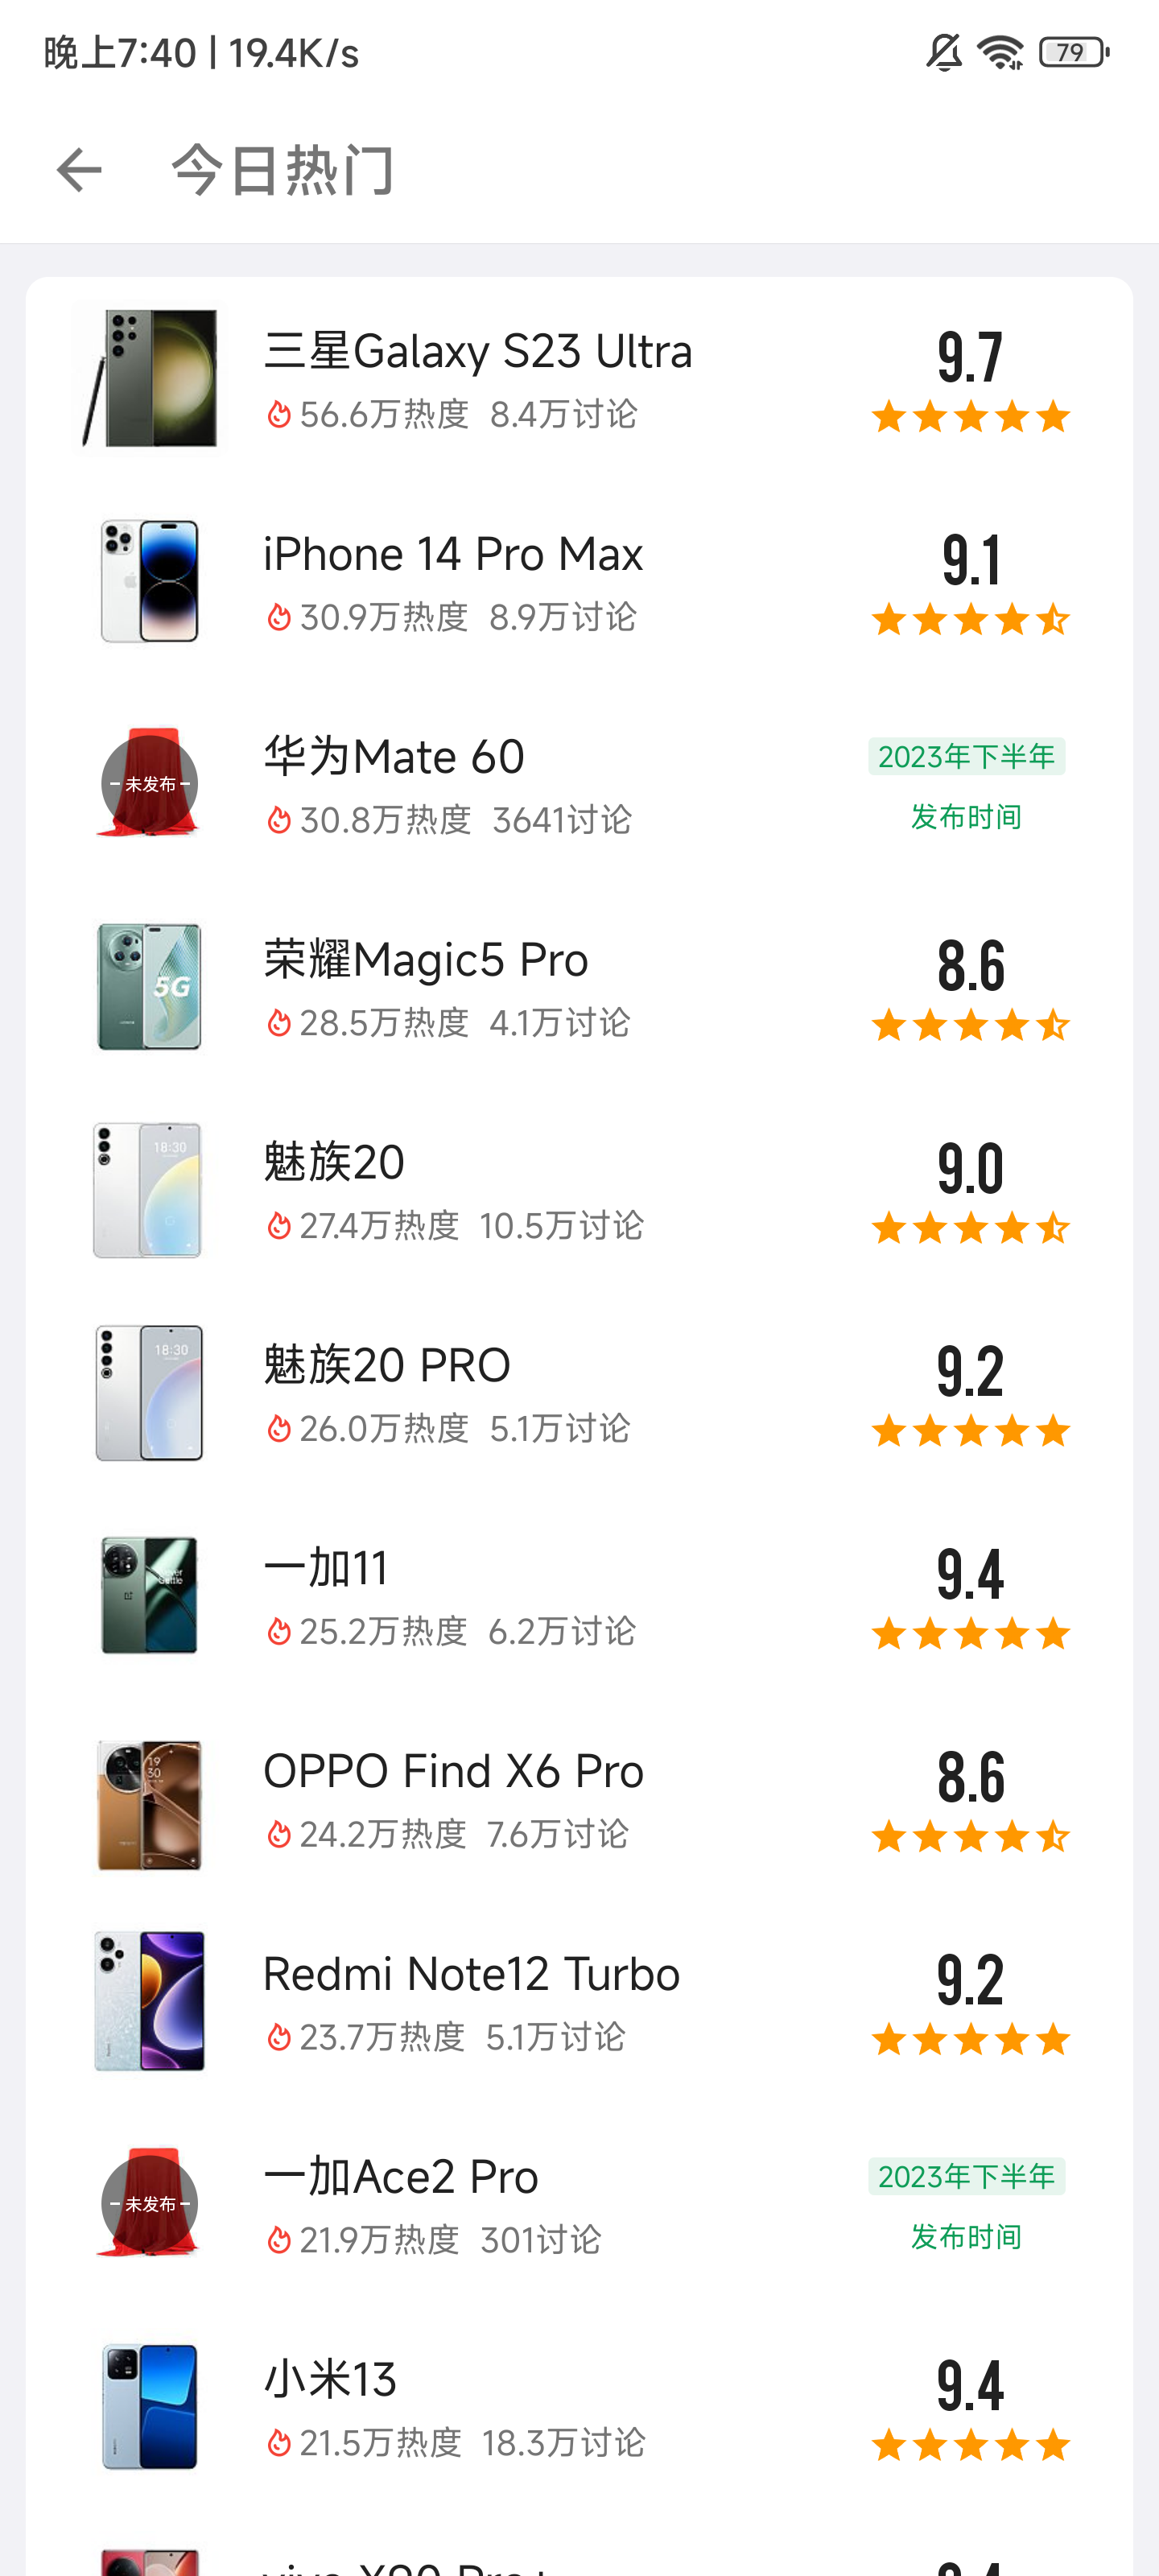 晚上7:40 | 19.4K/s
79
今日热门
三星Galaxy S23 Ultra
9.7
56.6万热度 8.4万讨论
iPhone 14 Pro Max
9.1
30.9万热度 8.9万讨论
华为Mate 60
2023年下半年
未发布
30.8万热度 3641讨论
发布时间
荣耀Magic5 Pro
8.6
5G
28.5万热度 4.1万讨论
魅族20
9.0
18:30
27.4万热度 10.5万讨论
魅族20 PRO
9.2
18:30
26.0万热度 5.1万讨论
一加11
9.4
Never
Settle
25.2万热度 6.2万讨论
OPPO Find X6 Pro
8.6
19
30
24.2万热度 7.6万讨论
Redmi Note12 Turbo
9.2
23.7万热度 5.1万讨论
一加Ace2 Pro
2023年下半年
未发布
21.9万热度 301讨论
发布时间
小米13
9.4
21.5万热度 18.3万讨论